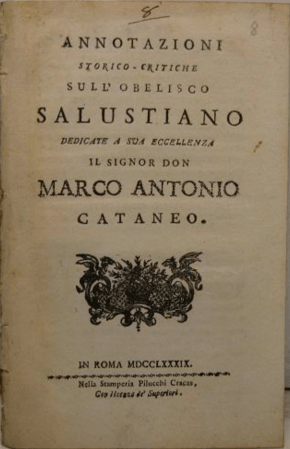 8
8
ANNOTAZIONI
STORICO-CRITICHE
SULL'OBELISCO
SALUSTIANO
DEDICATE A SUA ECCELLENZA
IL SIGNOR DON
MARCO ANTONIO
CATANEO.
IN ROMA MDCCLXXXIX.
Nella Stamperia Pilucchi Cracas,
Con licenza de' Superiori.